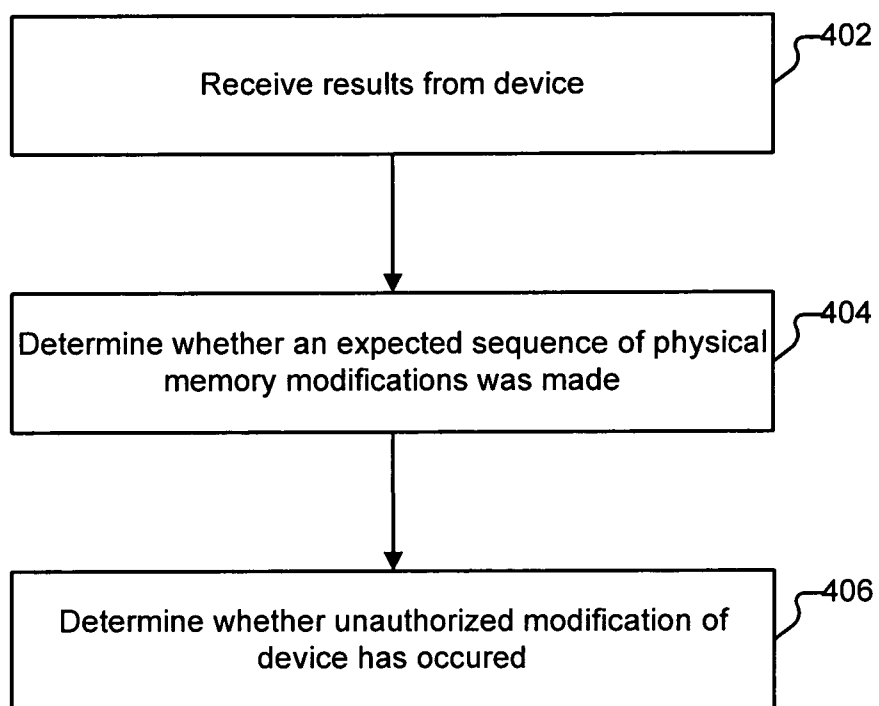 402
Receive results from device
404
Determine whether an expected sequence of physical
memory modifications was made
406
Determine whether unauthorized modification of
device has occured